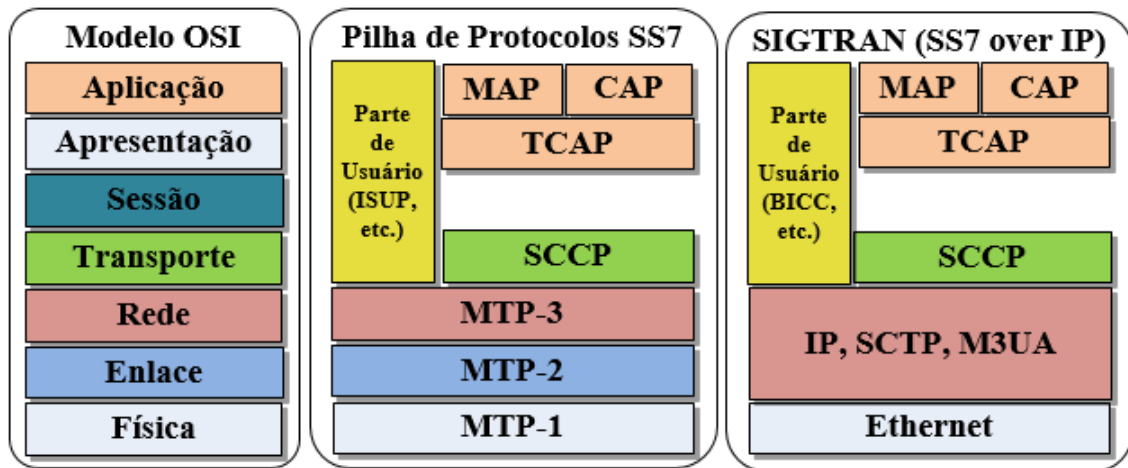 Modelo OSI
Aplicação
Apresentação
Sessão
Transporte
Rede
Enlace
Física
Pilha de Protocolos SS7
Parte
de
Usuário
(ISUP,
etc.)
MAP
CAP
TCAP
SCCP
MTP-3
MTP-2
MTP-1
SIGTRAN (SS7 over IP)
Parte
de
Usuário
(BICC,
etc.)
MAP
CAP
TCAP
SCCP
IP, SCTP, M3UA
Ethernet